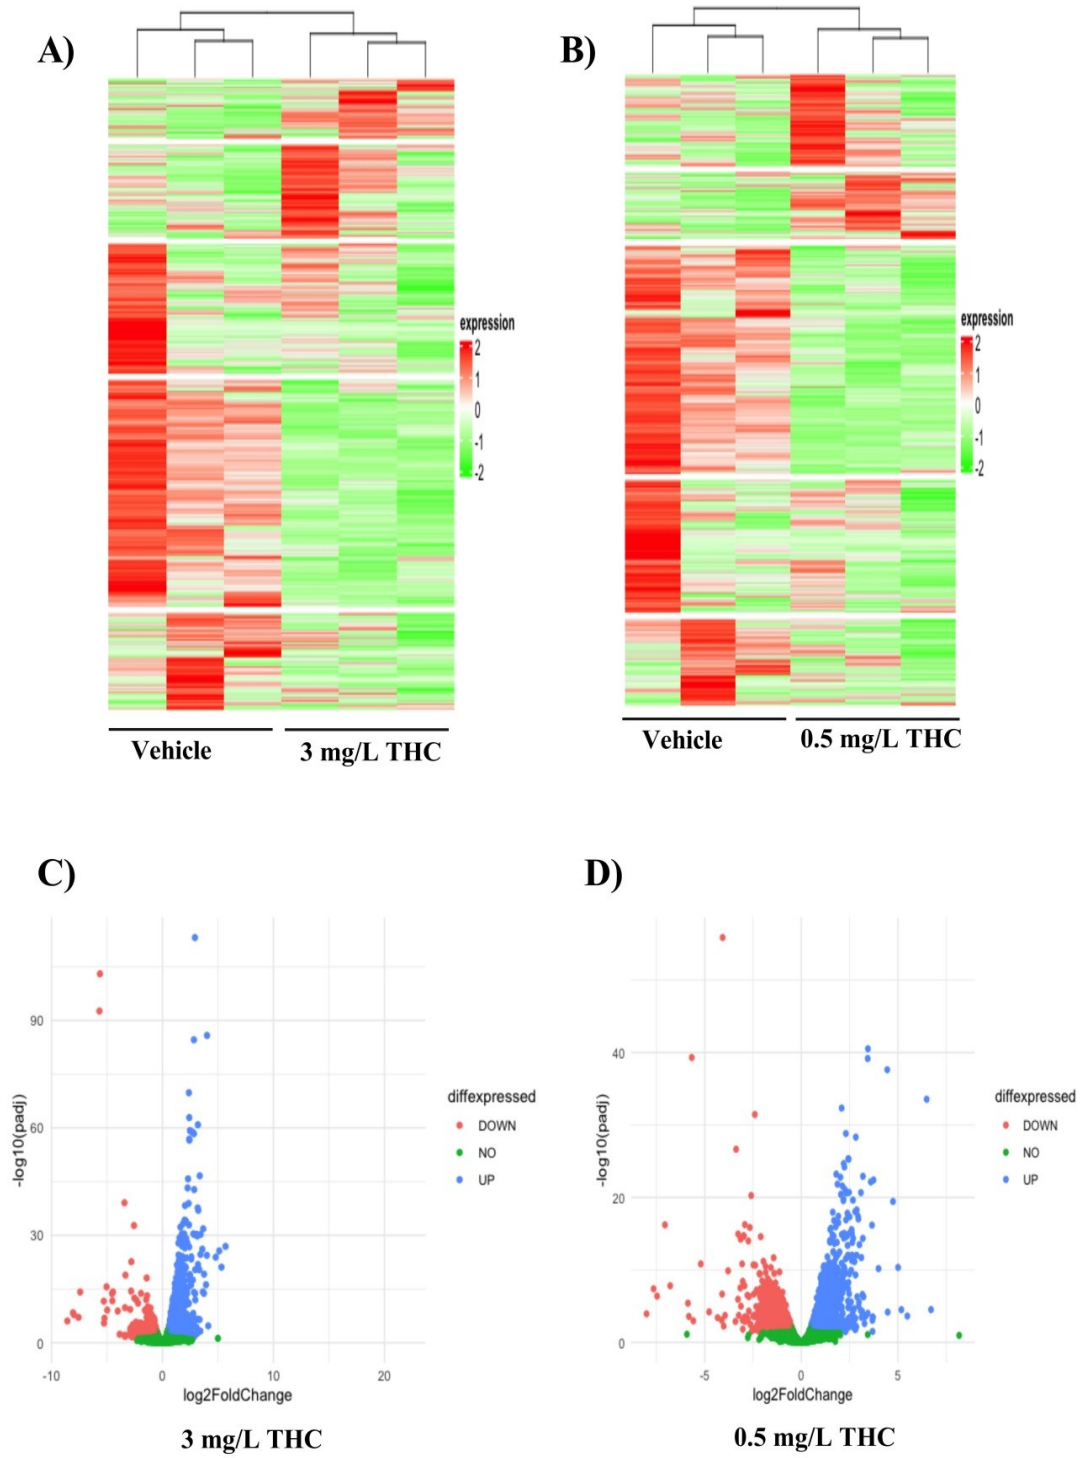 A)
B)
expression
2
1
0
-1
-2
expression
2
1
0
-1
-2
Vehicle
3 mg/L THC
Vehicle
0.5 mg/L THC
C)
D)
-log10(padj)
90
60
30
0
-10
0
10
20
log2FoldChange
diffexpressed
DOWN
NO
UP
3 mg/L THC
-log10(padj)
40
20
0
-5
0
5
log2FoldChange
diffexpressed
DOWN
NO
UP
0.5 mg/L THC